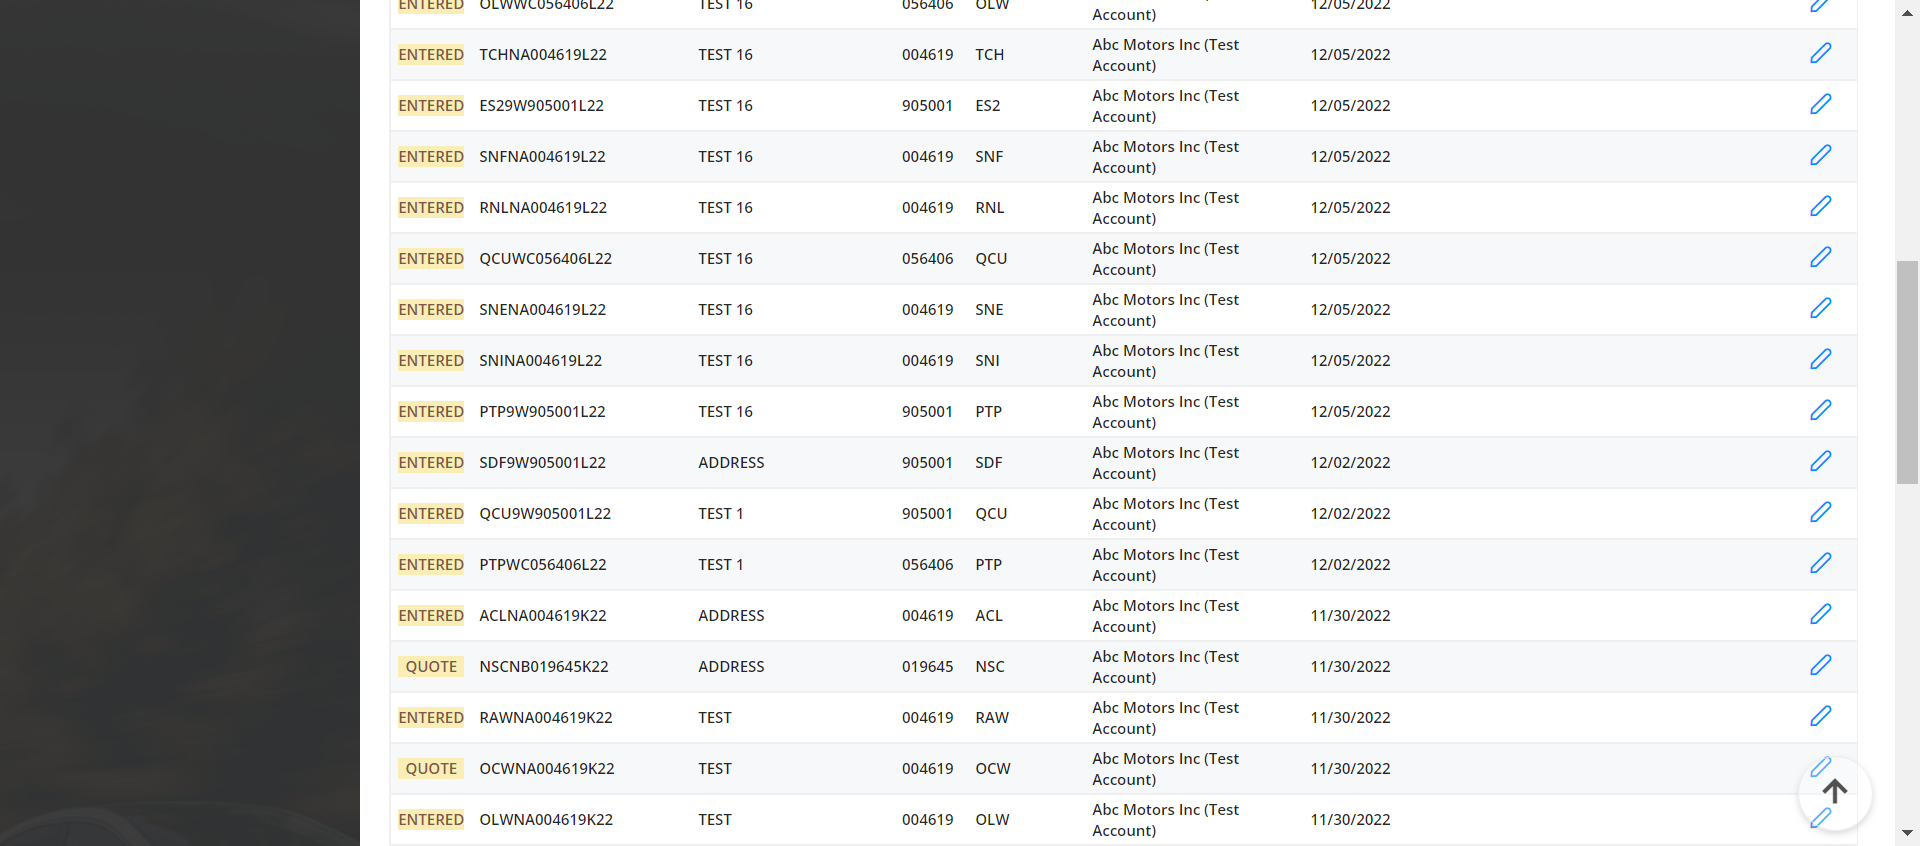 ENTERED OLWWC056406L22 TEST 16 056406 OLW 12/05/2022
Account)
ENTERED TCHNA004619L22 TEST 16 004619 TCH Abc Motors Inc (Test 12/05/2022
Account)
ENTERED ES29W905001L22 TEST 16 905001 ES2 Abc Motors Inc (Test 12/05/2022
Account)
ENTERED SNFNA004619L22 TEST 16 004619 SNF Abc Motors Inc (Test 12/05/2022
Account)
ENTERED RNLNA004619L22 TEST 16 004619 RNL Abc Motors Inc (Test 12/05/2022
Account)
ENTERED QCUWC056406L22 TEST 16 056406 QCU Abc Motors Inc (Test 12/05/2022
Account)
ENTERED SNENA004619L22 TEST 16 004619 SNE Abc Motors Inc (Test 12/05/2022
Account)
ENTERED SNINA004619L22 TEST 16 004619 SNI Abc Motors Inc (Test 12/05/2022
Account)
ENTERED PTP9W905001L22 TEST 16 905001 PTP Abc Motors Inc (Test 12/05/2022
Account)
ENTERED SDF9W905001L22 ADDRESS 905001 SDF Abc Motors Inc (Test 12/02/2022
Account)
ENTERED QCU9W905001L22 TEST 1 905001 QCU Abc Motors Inc (Test 12/02/2022
Account)
ENTERED PTPWC056406L22 TEST 1 056406 PTP Abc Motors Inc (Test 12/02/2022
Account)
ENTERED ACLNA004619K22 ADDRESS 004619 ACL Abc Motors Inc (Test 11/30/2022
Account)
QUOTE NSCNB019645K22 ADDRESS 019645 NSC Abc Motors Inc (Test 11/30/2022
Account)
ENTERED RAWNA004619K22 TEST 004619 RAW Abc Motors Inc (Test 11/30/2022
Account)
QUOTE OCWNA004619K22 TEST 004619 OCW Abc Motors Inc (Test 11/30/2022
Account)
ENTERED OLWNA004619K22 TEST 004619 OLW Abc Motors Inc (Test 11/30/2022
Account)